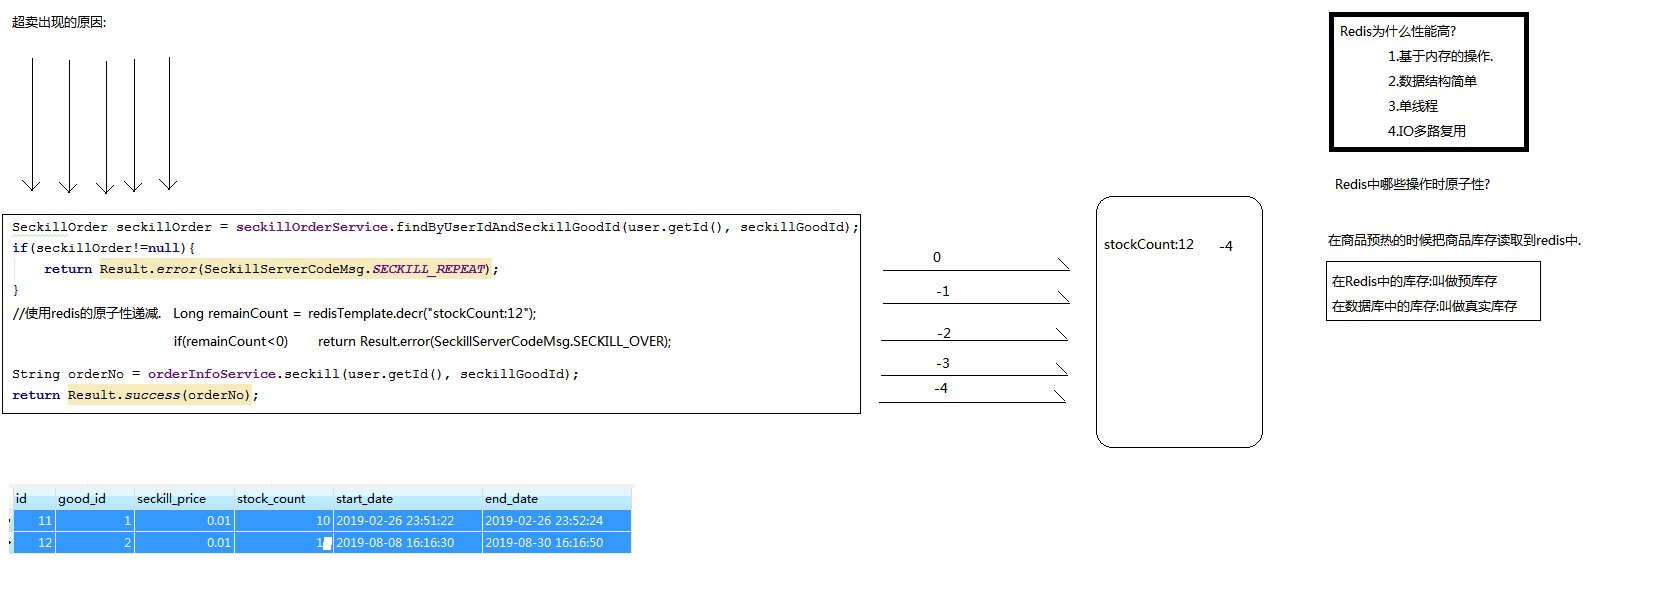 超卖出现的原因:
SeckillOrder seckillOrder = seckillOrderService.findByUserIdAndSeckillGoodId(user.getId(), seckillGoodId);
if(seckillOrder!=null){
return Result.error(SeckillServerCodeMsg.SECKILL_REPEAT);
}
//使用redis的原子性递减. Long remainCount = redisTemplate.decr("stockCount:12");
if(remainCount<0) return Result.error(SeckillServerCodeMsg.SECKILL_OVER);
String orderNo = orderInfoService.seckill(user.getId(), seckillGoodId);
return Result.success(orderNo);
0
-1
-2
-3
-4
stockCount:12 -4
Redis为什么性能高?
1.基于内存的操作.
2.数据结构简单
3.单线程
4.IO多路复用
Redis中哪些操作时原子性?
在商品预热的时候把商品库存读取到redis中.
在Redis中的库存:叫做预库存
在数据库中的库存:叫做真实库存
id good_id seckill_price stock_count start_date end_date
11 1 0.01 10 2019-02-26 23:51:22 2019-02-26 23:52:24
12 2 0.01 2019-08-08 16:16:30 2019-08-30 16:16:50